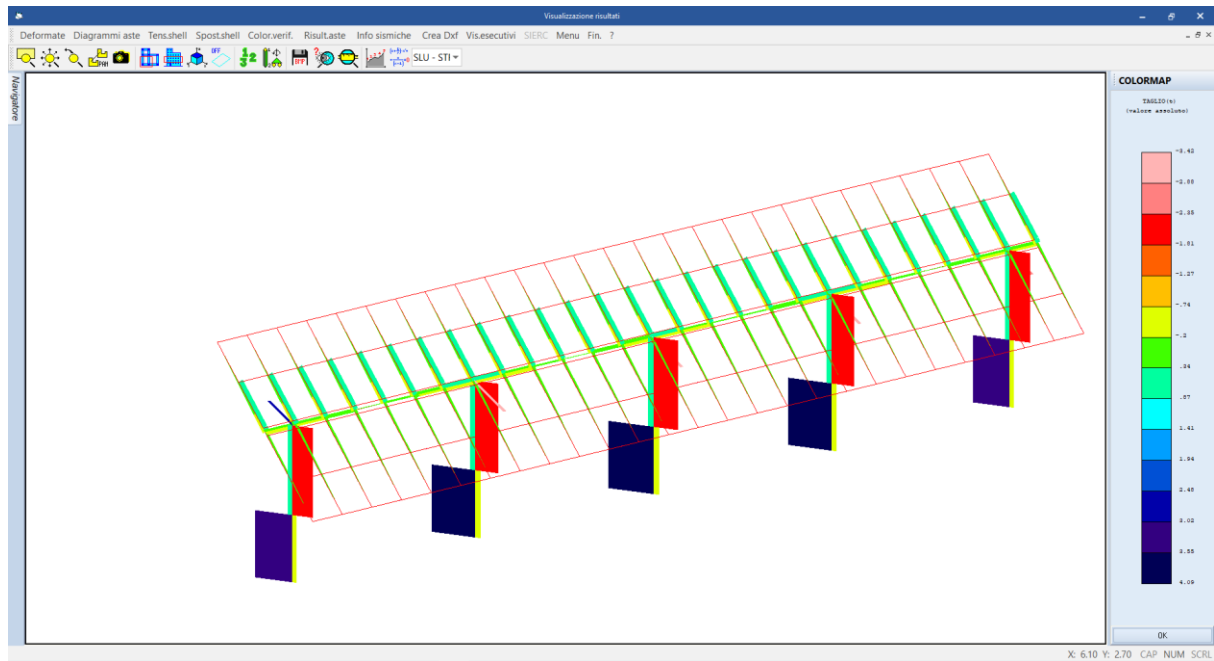 Visualizzazione risultati
Deformate Diagrammi aste Tens.shell Spost.shell Color.verif. Risult.aste Info sismiche Crea Dxf Vis.esecutivi SIERC Menu Fin. ?
PAN
OFF
BMP
SLU - STI
Navigatore
COLORMAP
TAGLIO(t)
(valore assoluto)
-3.42
-2.88
-2.35
-1.81
-1.27
-.74
-.2
.34
.87
1.41
1.94
2.48
3.02
3.55
4.09
OK
X: 6.10 Y: 2.70 CAP NUM SCRL